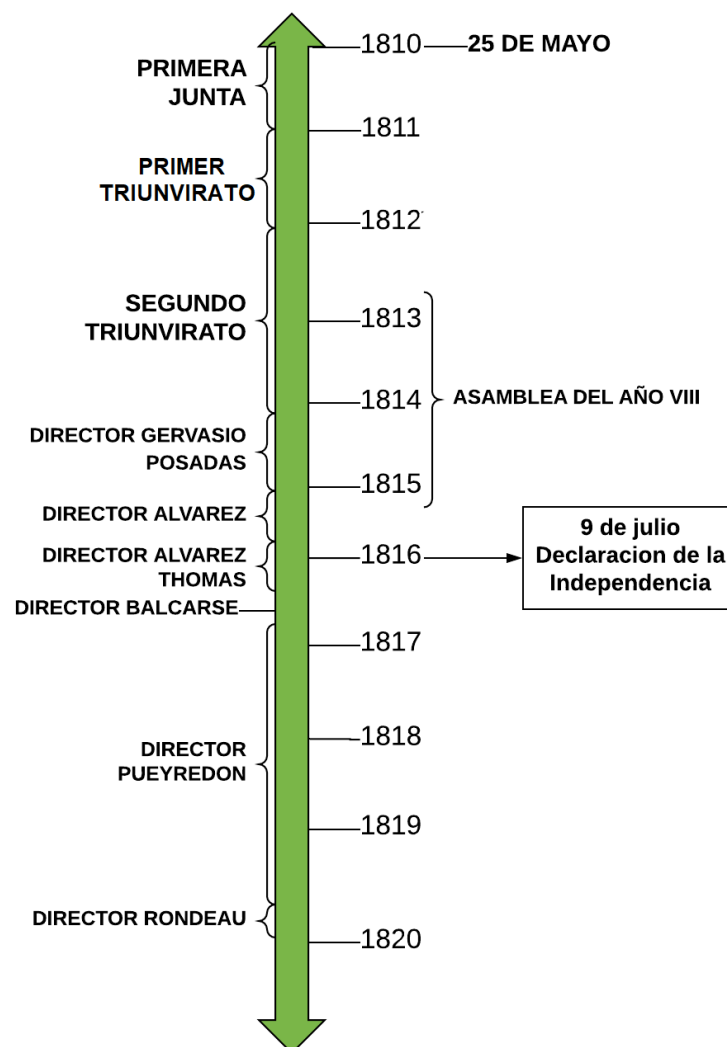 1810
25 DE MAYO
PRIMERA
JUNTA
1811
PRIMER
TRIUNVIRATO
1812
SEGUNDO
TRIUNVIRATO
1813
1814
ASAMBLEA DEL AÑO VIII
DIRECTOR GERVASIO
POSADAS
1815
DIRECTOR ALVAREZ
9 de julio
Declaracion de la
Independencia
DIRECTOR ALVAREZ
THOMAS
1816
DIRECTOR BALCARSE
1817
1818
DIRECTOR
PUEYREDON
1819
DIRECTOR RONDEAU
1820